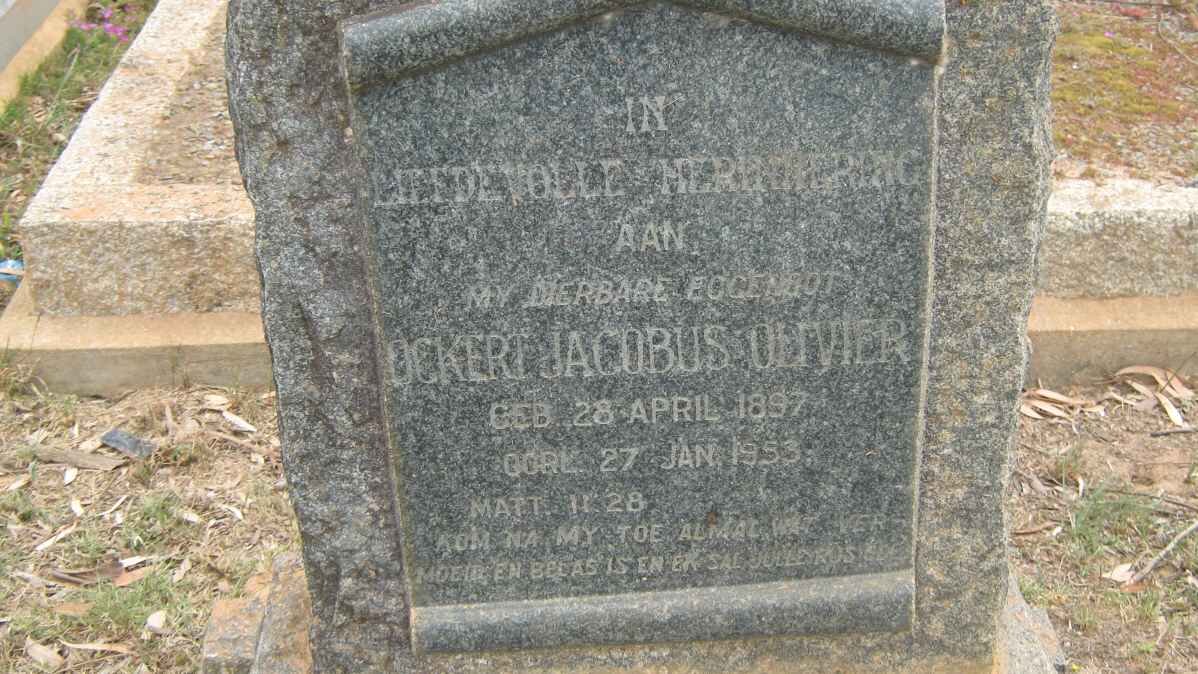 IN
LIEFDEVOLLE HERINNERING
AAN
MY DIERBARE EGGENOOT
OCKERT JACOBUS OLIVIER
GEB. 28 APRIL 1897
OORL. 27 JAN. 1953
MATT. 11:28
KOM NA MY TOE ALMAL WAT VER-
MOEID EN BELAS IS EN EK SAL JULLE RUS GEE